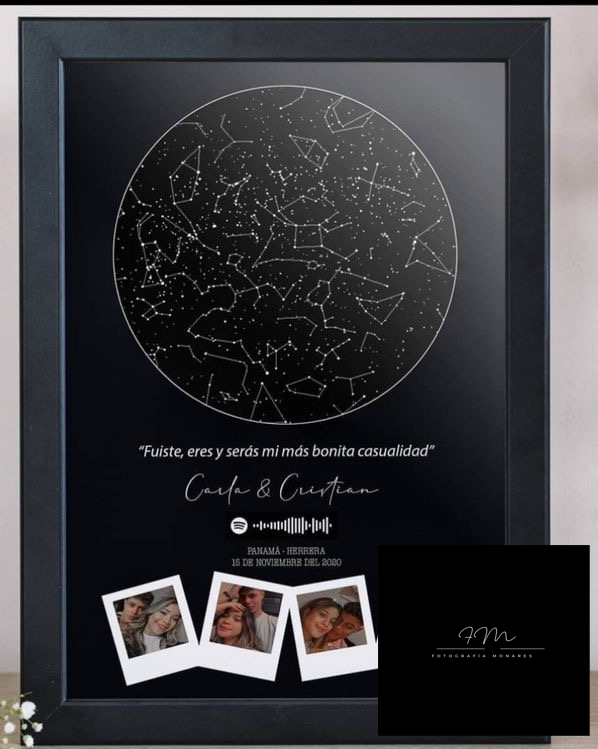 “Fuiste, eres y serás mi más bonita casualidad”
Carla & Cristian
PANAMÁ - HERRERA
15 DE NOVIEMBRE DEL 2020
FM
FOTOGRAFÍA MONARES